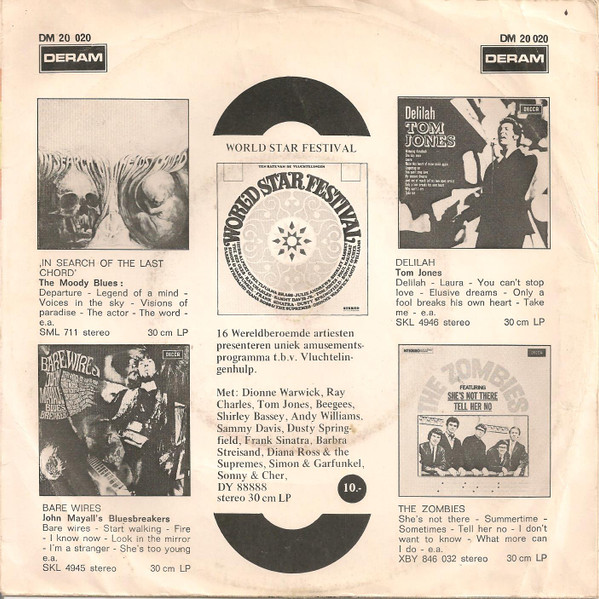 DM 20 020
DERAM
DM 20 020
DERAM
IN SEARCH OF THE LOST CHORD
,IN SEARCH OF THE LAST
CHORD'
The Moody Blues :
Departure - Legend of a mind -
Voices in the sky - Visions of
paradise - The actor - The word -
e.a.
SML 711 stereo 30 cm LP
BARE WIRES
DECCA
BARE WIRES
John Mayall's Bluesbreakers
Bare wires - Start walking - Fire
- I know now - Look in the mirror
- I'm a stranger - She's too young
e.a.
SKL 4945 stereo 30 cm LP
WORLD STAR FESTIVAL
WORLD STAR FESTIVAL
16 Wereldberoemde artiesten
presenteren uniek amusements-
programma t.b.v. Vluchtelin-
genhulp.
Met: Dionne Warwick, Ray
Charles, Tom Jones, Beegees,
Shirley Bassey, Andy Williams,
Sammy Davis, Dusty Spring-
field, Frank Sinatra, Barbra
Streisand, Diana Ross & the
Supremes, Simon & Garfunkel,
Sonny & Cher,
DY 88888
stereo 30 cm LP
10.-
Delilah
DECCA
TOM
JONES
DELILAH
Tom Jones
Delilah - Laura - You can't stop
love - Elusive dreams - Only a
fool breaks his own heart - Take
me - e.a.
SKL 4946 stereo 30 cm LP
DECCA
THE ZOMBIES
FEATURING
SHE'S NOT THERE
TELL HER NO
THE ZOMBIES
She's not there - Summertime -
Sometimes - Tell her no - I don't
want to know - What more can
I do - e.a.
XBY 846 032 stereo 30 cm LP